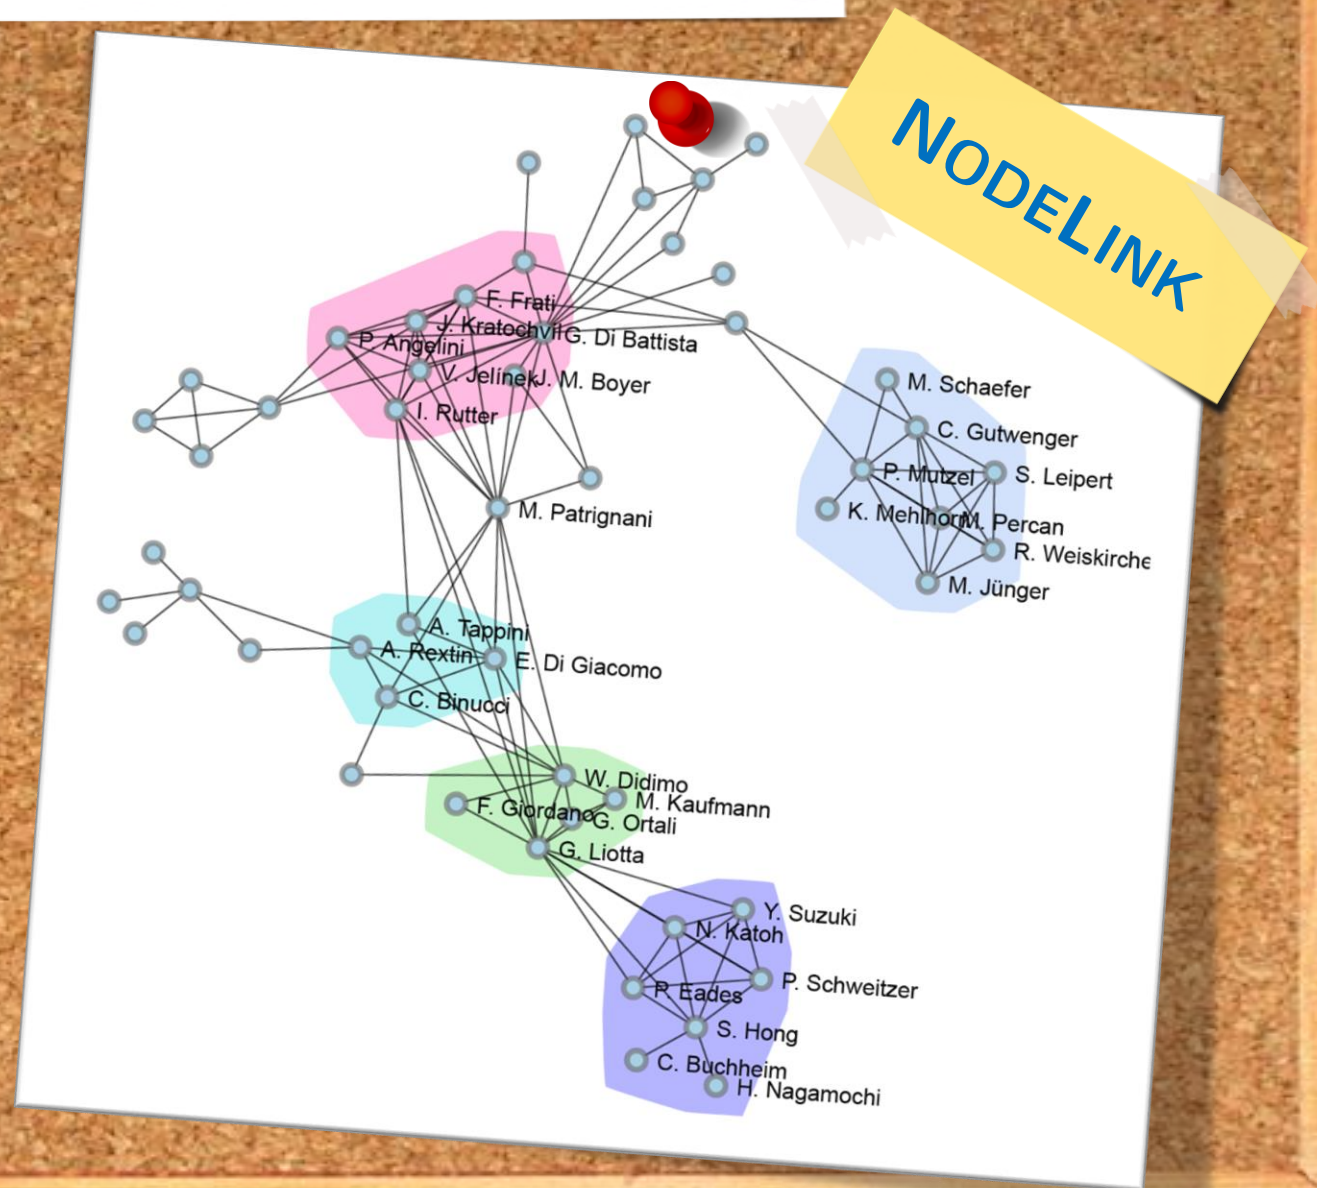 NODELINK
F. Frati
J. Kratochvil
G. Di Battista
P. Angelini
V. Jelínek
J. M. Boyer
I. Rutter
M. Schaefer
C. Gutwenger
P. Mutzel
S. Leipert
K. Mehlhorn
M. Percan
R. Weiskirche
M. Jünger
M. Patrignani
A. Tappini
A. Rextin
E. Di Giacomo
C. Binucci
W. Didimo
M. Kaufmann
F. Giordano
G. Ortali
G. Liotta
Y. Suzuki
N. Katoh
P. Schweitzer
P. Eades
S. Hong
C. Buchheim
H. Nagamochi